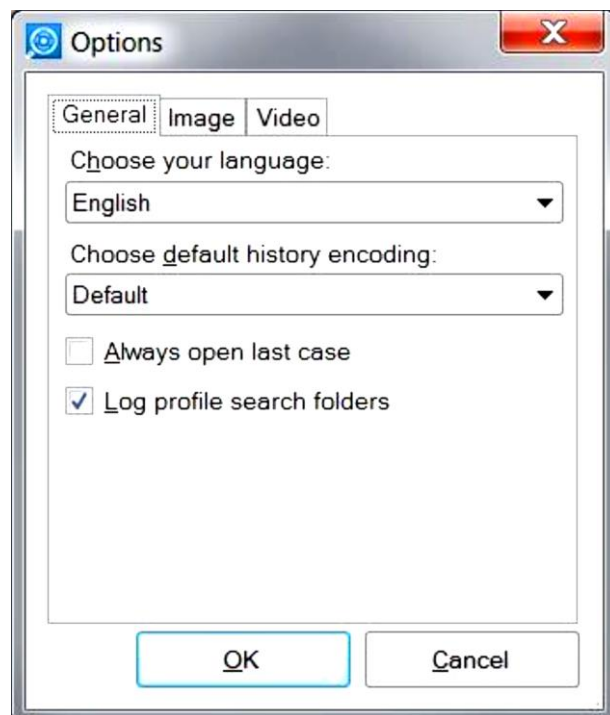 Options
General Image Video
Choose your language:
English
Choose default history encoding:
Default
Always open last case
Log profile search folders
OK Cancel